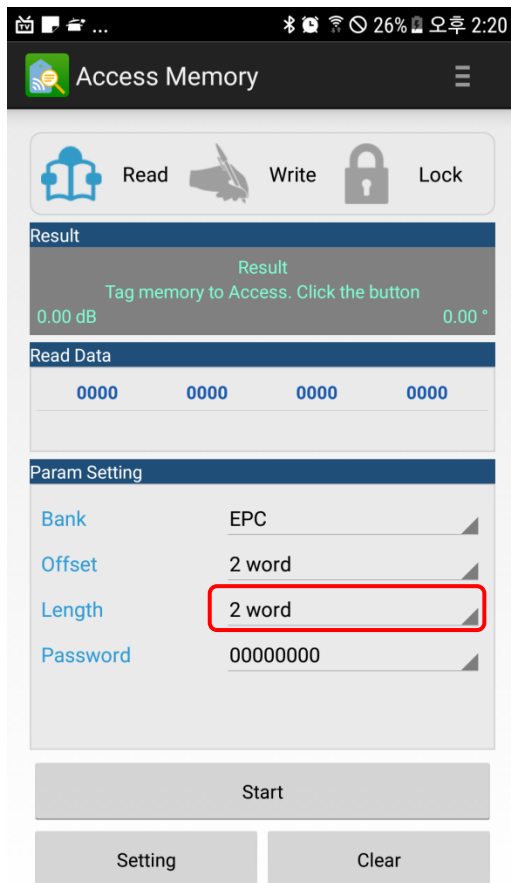 ... 26% 오후 2:20
Access Memory
Read Write Lock
Result
Result
Tag memory to Access. Click the button
0.00 dB 0.00 °
Read Data
0000 0000 0000 0000
Param Setting
Bank EPC
Offset 2 word
Length 2 word
Password 00000000
Start
Setting Clear